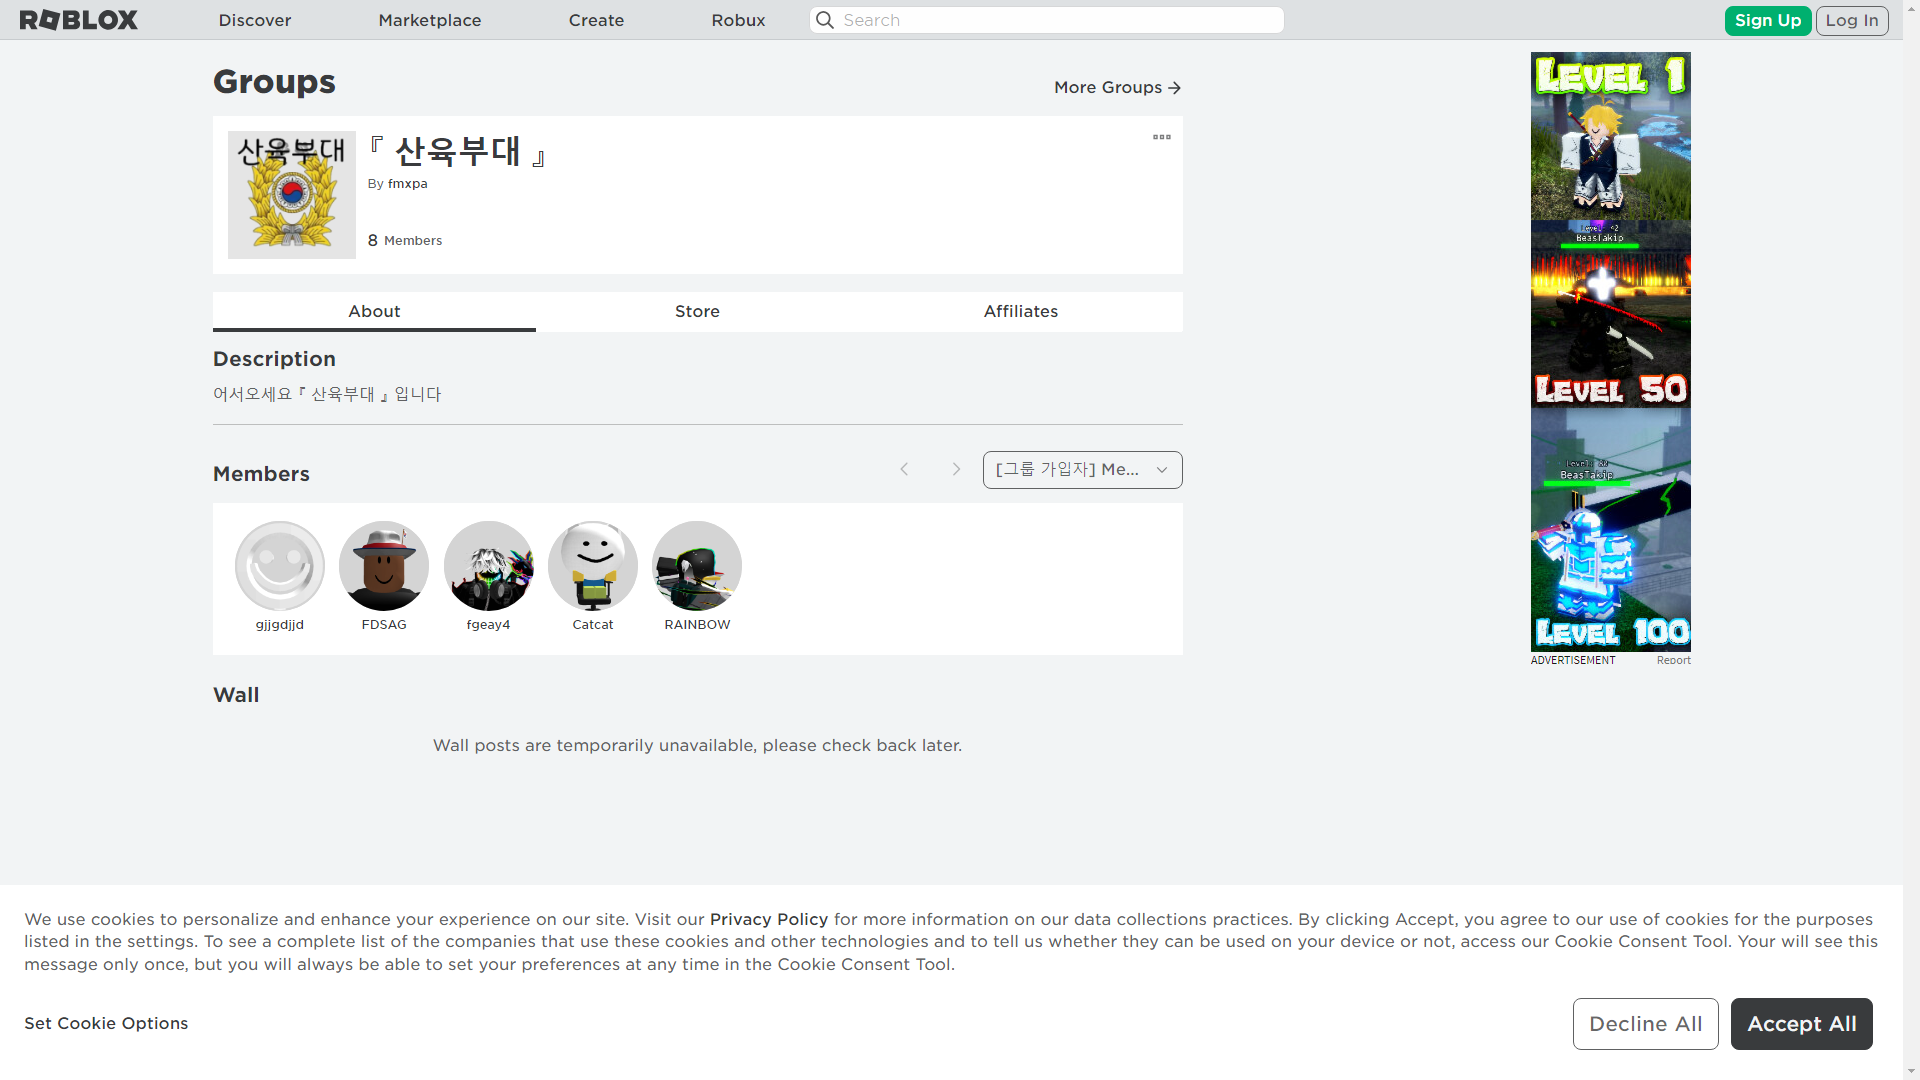 ROBLOX
Discover
Marketplace
Create
Robux
Search
Sign Up
Log In
Groups
More Groups
산육부대
『 산육부대 』
By fmxpa
8 Members
About
Store
Affiliates
Description
어서오세요『 산육부대 』입니다
Members
[그룹 가입자] Me...
gjjgdjjd
FDSAG
fgeay4
Catcat
RAINBOW
Wall
Wall posts are temporarily unavailable, please check back later.
LEVEL 1
BeasTakip
LEVEL 50
BeasTakip
LEVEL 100
ADVERTISEMENT
Report
We use cookies to personalize and enhance your experience on our site. Visit our Privacy Policy for more information on our data collections practices. By clicking Accept, you agree to our use of cookies for the purposes
listed in the settings. To see a complete list of the companies that use these cookies and other technologies and to tell us whether they can be used on your device or not, access our Cookie Consent Tool. Your will see this
message only once, but you will always be able to set your preferences at any time in the Cookie Consent Tool.
Set Cookie Options
Decline All
Accept All